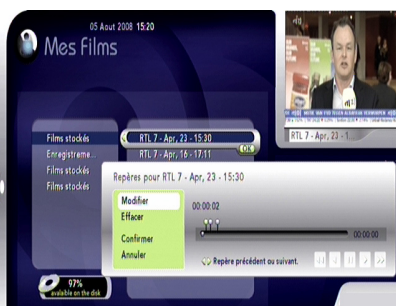 05 Aout 2008 15:20
Mes Films
Films stockés
Enregistreme...
Films stockés
Films stockés
RTL 7 - Apr, 23 - 15:30
OK
RTL 7 - Apr, 16 - 17:11
RTL 7 - Apr, 23 - 1
Repères pour RTL 7 - Apr, 23 - 15:30
Modifier
Effacer
Confirmer
Annuler
00:00:02
00:00:00
Repère précédent ou suivant.
97%
avalaible on the disk